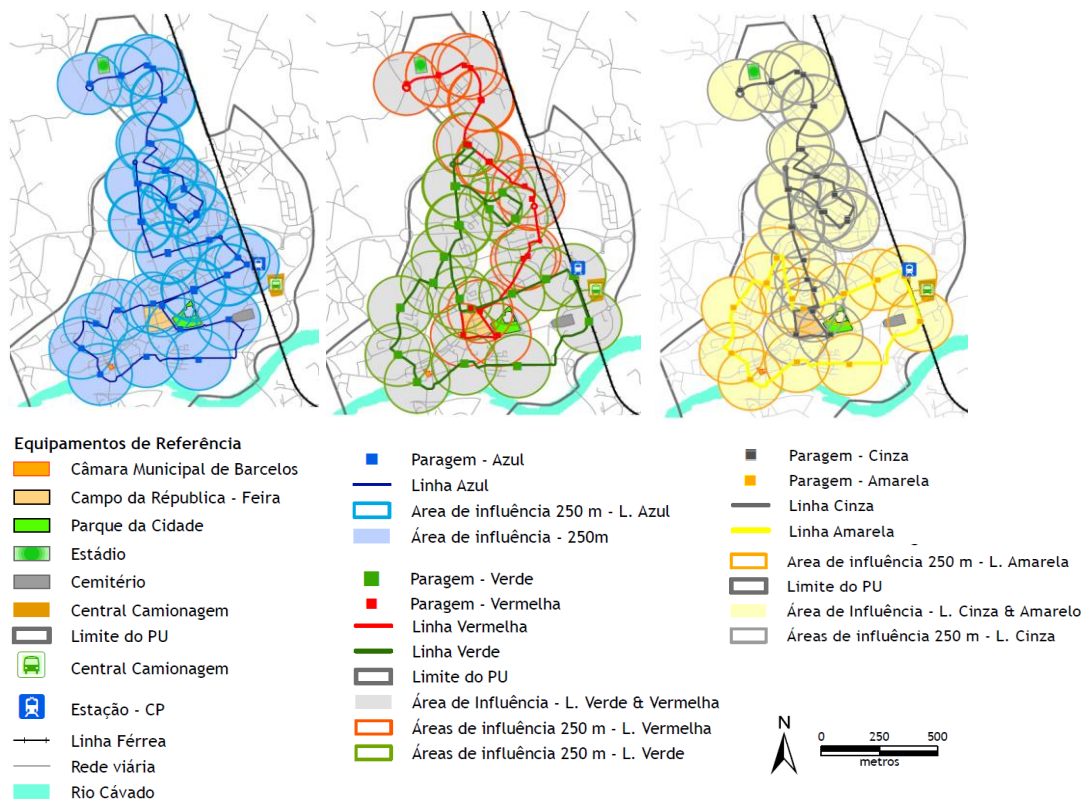 Equipamentos de Referência
Câmara Municipal de Barcelos
Campo da Républica - Feira
Parque da Cidade
Estádio
Cemitério
Central Camionagem
Limite do PU
Central Camionagem
Estação - CP
Linha Férrea
Rede viária
Rio Cávado
Paragem - Azul
Linha Azul
Area de influência 250 m - L. Azul
Área de influência - 250m
Paragem - Verde
Paragem - Vermelha
Linha Vermelha
Linha Verde
Limite do PU
Área de Influência - L. Verde & Vermelha
Áreas de influência 250 m - L. Vermelha
Áreas de influência 250 m - L. Verde
Paragem - Cinza
Paragem - Amarela
Linha Cinza
Linha Amarela
Area de influência 250 m - L. Amarela
Limite do PU
Área de Influência - L. Cinza & Amarelo
Áreas de influência 250 m - L. Cinza
N
0 250 500
metros